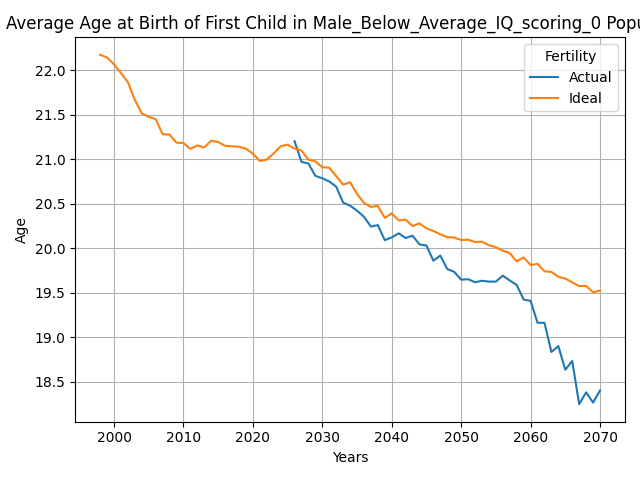 Average Age at Birth of First Child in Male_Below_Average_IQ_scoring_0 Popu
Fertility
Actual
Ideal
22.0
21.5
21.0
20.5
20.0
19.5
19.0
18.5
Age
2000 2010 2020 2030 2040 2050 2060 2070
Years